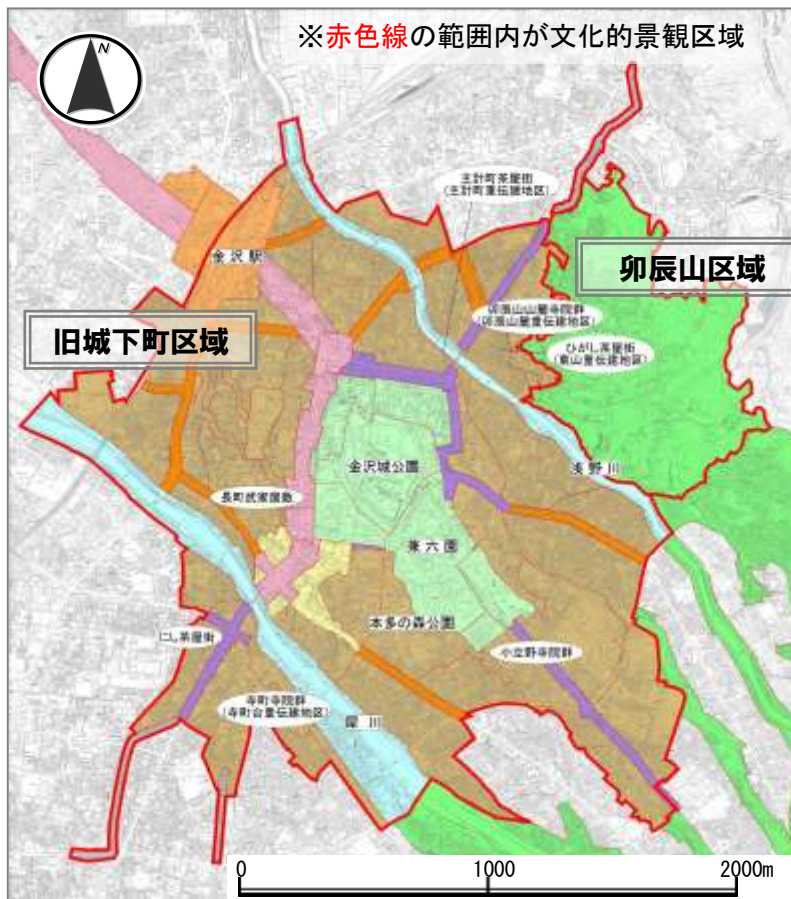 ※赤色線の範囲内が文化的景観区域
N
主計町茶屋街
(主計町重伝建地区)
金沢駅
卯辰山区域
卯辰山山麓寺院群
(卯辰山麓重伝建地区)
旧城下町区域
ひがし茶屋街
(東山重伝建地区)
金沢城公園
浅野川
長町武家屋敷
兼六園
本多の森公園
にし茶屋街
小立野寺院群
寺町寺院群
(寺町台重伝建地区)
犀川
0 1000 2000m